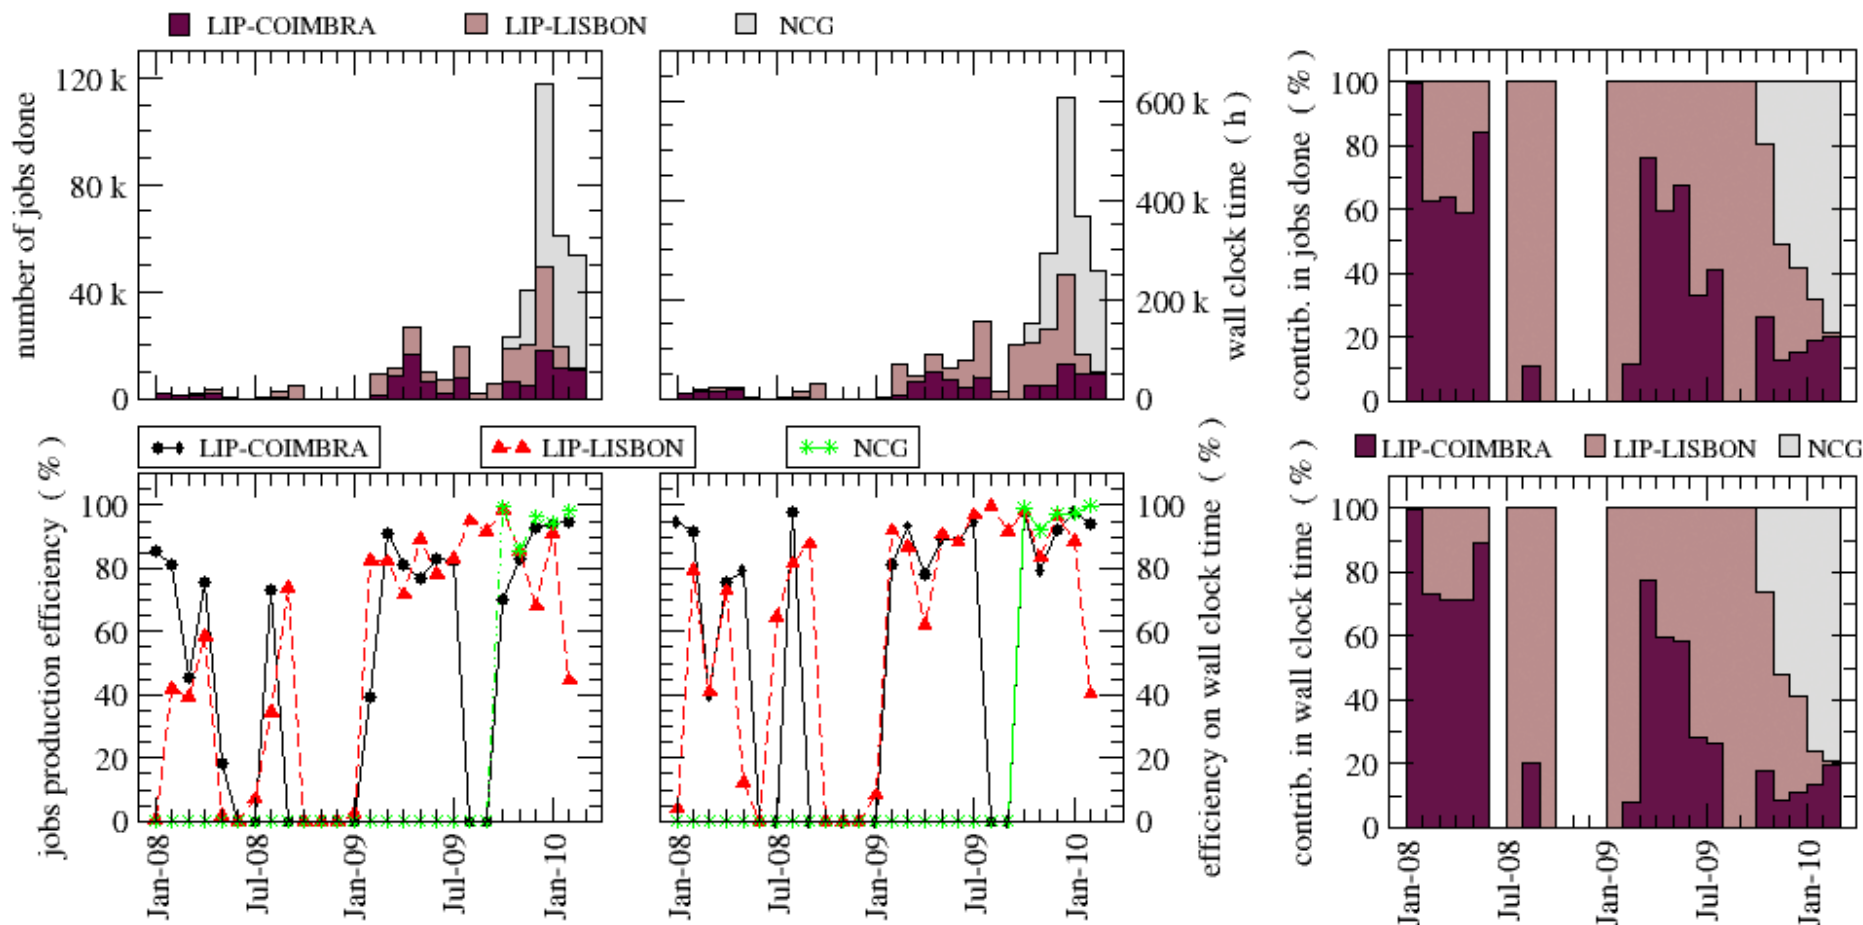 LIP-COIMBRA LIP-LISBON NCG
number of jobs done
120 k
80 k
40 k
0
wall clock time ( h )
600 k
400 k
200 k
0
contrib. in jobs done ( % )
100
80
60
40
20
0
LIP-COIMBRA
LIP-LISBON
NCG
jobs production efficiency ( % )
100
80
60
40
20
0
Jan-08
Jul-08
Jan-09
Jul-09
Jan-10
efficiency on wall clock time ( % )
100
80
60
40
20
0
Jan-08
Jul-08
Jan-09
Jul-09
Jan-10
LIP-COIMBRA LIP-LISBON NCG
contrib. in wall clock time ( % )
100
80
60
40
20
0
Jan-08
Jul-08
Jan-09
Jul-09
Jan-10